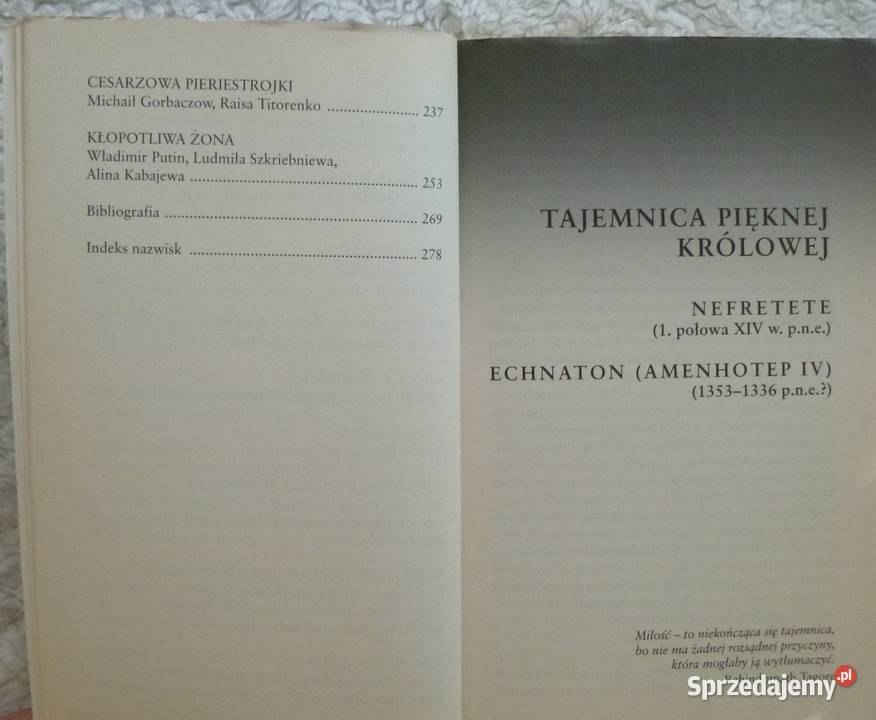 CESARZOWA PIERIESTROJKI
Michaił Gorbaczow, Raisa Titorenko ........................ 237
KŁOPOTLIWA ŻONA
Władimir Putin, Ludmiła Szkriebniewa,
Alina Kabajewa ............................................................ 253
Bibliografia .................................................................. 269
Indeks nazwisk ............................................................ 278
TAJEMNICA PIĘKNEJ
KRÓLOWEJ
NEFRETETE
(1. połowa XIV w. p.n.e.)
ECHNATON (AMENHOTEP IV)
(1353–1336 p.n.e.?)
Miłość – to niekończąca się tajemnica,
bo nie ma żadnej rozsądnej przyczyny,
która mogłaby ją wytłumaczyć.
Tagore
Sprzedajemy.pl